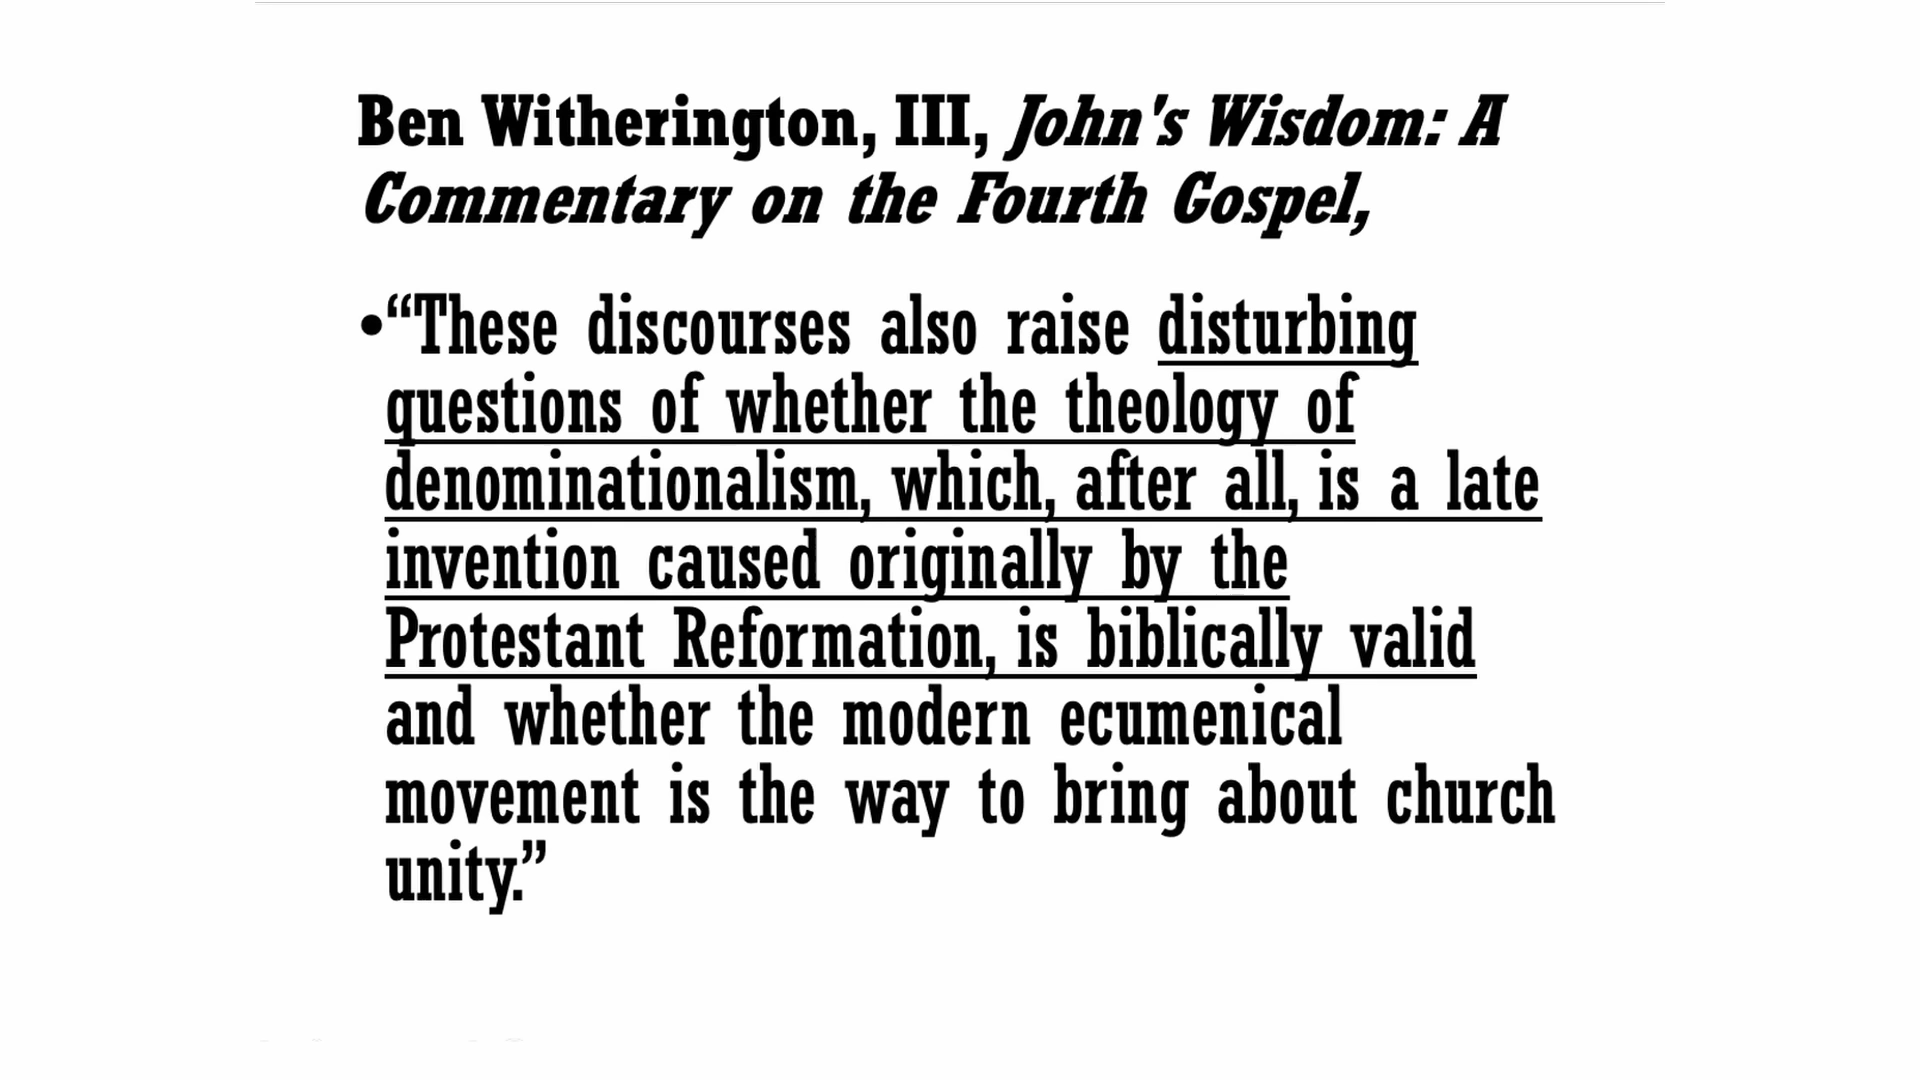 Ben Witherington, III, John's Wisdom: A
Commentary on the Fourth Gospel,
•“These discourses also raise disturbing
questions of whether the theology of
denominationalism, which, after all, is a late
invention caused originally by the
Protestant Reformation, is biblically valid
and whether the modern ecumenical
movement is the way to bring about church
unity.”